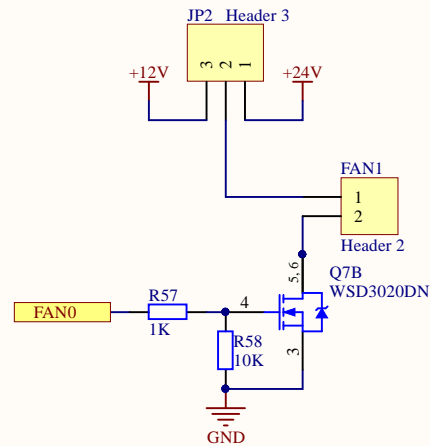 JP2 Header 3
+12V
3
2
1
+24V
FAN1
1
2
Header 2
5, 6
Q7B
WSD3020DN
FAN0
R57
1K
4
R58
10K
3
GND